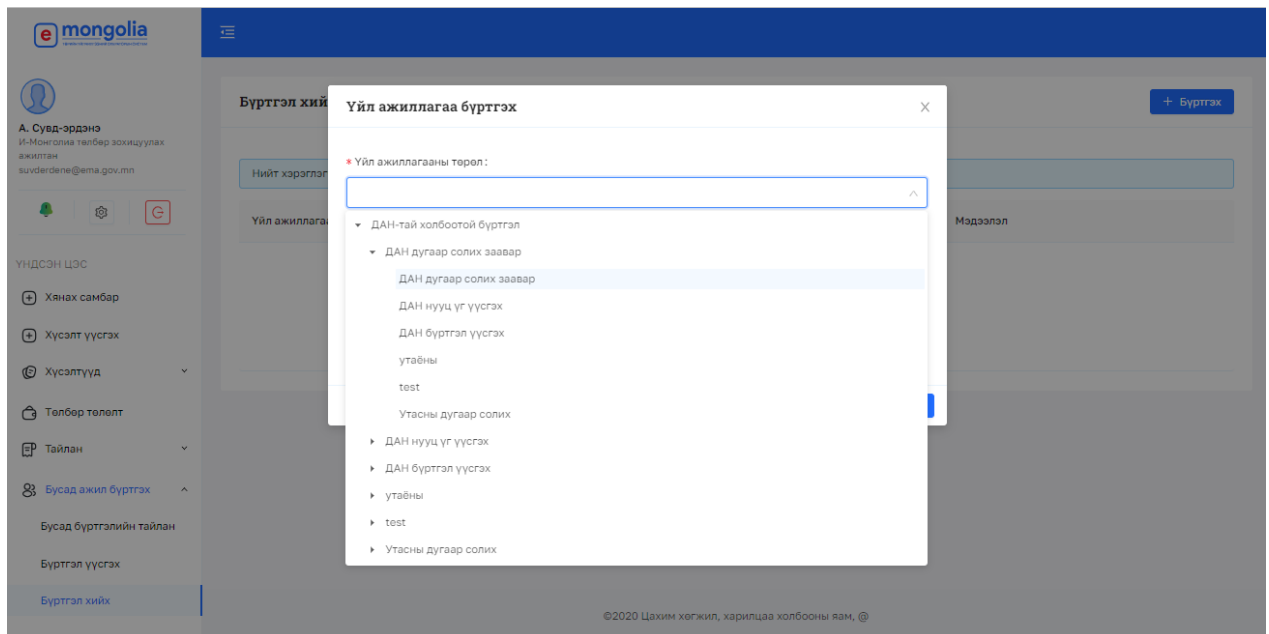 e mongolia
А. Сувд-эрдэнэ
И-Монголиа төлбөр зохицуулах
ажилтан
suvderdene@ema.gov.mn
ҮНДСЭН ЦЭС
Хянах самбар
Хүсэлт үүсгэх
Хүсэлтүүд
Төлбөр төлөлт
Тайлан
Бусад ажил бүртгэх
Бусад бүртгэлийн тайлан
Бүртгэл үүсгэх
Бүртгэл хийх
Бүртгэл хий
+ Бүртгэх
Нийт хэрэглэг
Үйл ажиллага
Мэдээлэл
Үйл ажиллагаа бүртгэх
* Үйл ажиллагааны төрөл :
ДАН-тай холбоотой бүртгэл
ДАН дугаар солих заавар
ДАН дугаар солих заавар
ДАН нууц үг үүсгэх
ДАН бүртгэл үүсгэх
утаёны
test
Утасны дугаар солих
ДАН нууц үг үүсгэх
ДАН бүртгэл үүсгэх
утаёны
test
Утасны дугаар солих
©2020 Цахим хөгжил, харилцаа холбооны яам, @